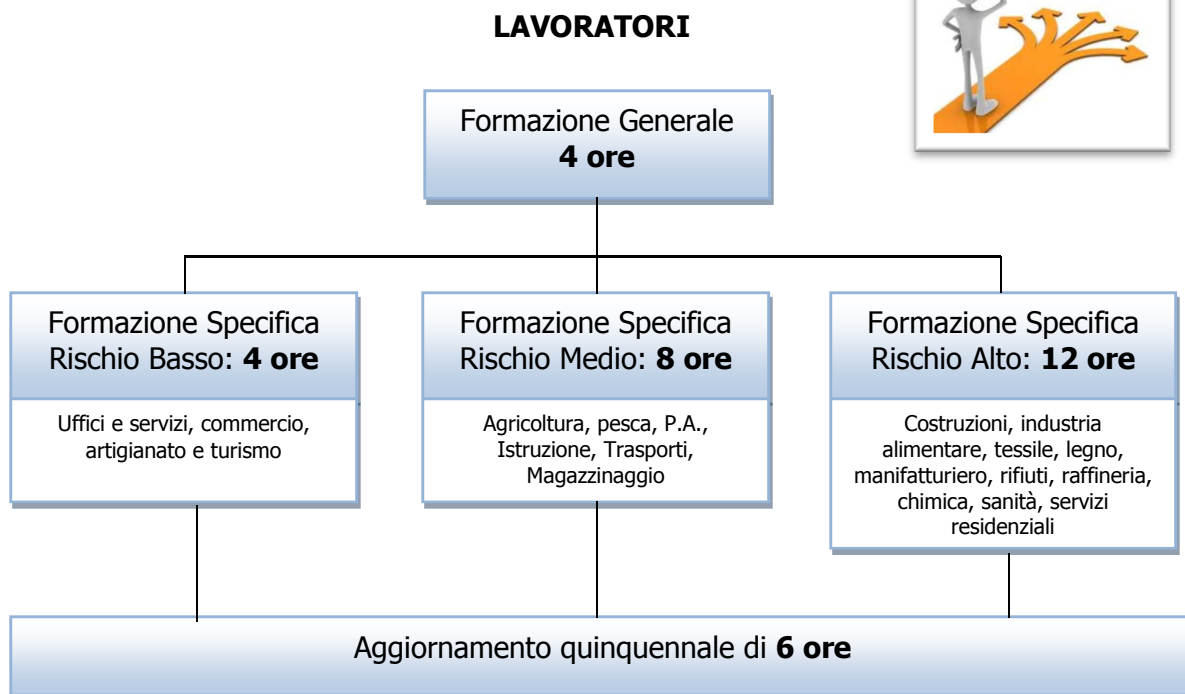 LAVORATORI
Formazione Generale
4 ore
Formazione Specifica
Rischio Basso: 4 ore
Uffici e servizi, commercio,
artigianato e turismo
Formazione Specifica
Rischio Medio: 8 ore
Agricoltura, pesca, P.A.,
Istruzione, Trasporti,
Magazzinaggio
Formazione Specifica
Rischio Alto: 12 ore
Costruzioni, industria
alimentare, tessile, legno,
manifatturiero, rifiuti, raffineria,
chimica, sanità, servizi
residenziali
Aggiornamento quinquennale di 6 ore